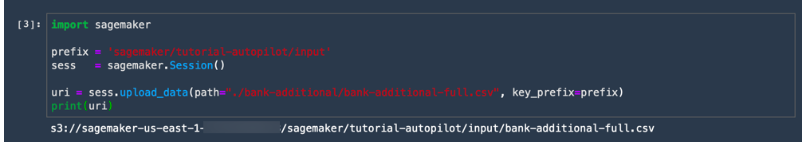 [3]: import sagemaker
prefix = 'sagemaker/tutorial-autopilot/input'
sess = sagemaker.Session()
uri = sess.upload_data(path="./bank-additional/bank-additional-full.csv", key_prefix=prefix)
print(uri)
s3://sagemaker-us-east-1- /sagemaker/tutorial-autopilot/input/bank-additional-full.csv